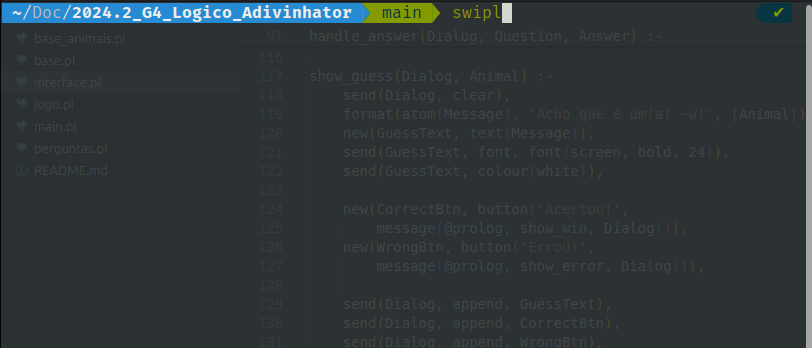 ~/Doc/2024.2_G4_Logico_Adivinhator main swipl ✔
base_animais.pl
base.pl
interface.pl
jogo.pl
main.pl
perguntas.pl
README.md
97 handle_answer(Dialog, Question, Answer) :-
116
117 show_guess(Dialog, Animal) :-
118 send(Dialog, clear),
119 format(atom(Message), 'Acho que é um(a) ~w!', [Animal])
120 new(GuessText, text(Message)),
121 send(GuessText, font, font(screen, bold, 24)),
122 send(GuessText, colour(white)),
123
124 new(CorrectBtn, button('Acertou!',
125 message(@prolog, show_win, Dialog))),
126 new(WrongBtn, button('Errou!',
127 message(@prolog, show_error, Dialog))),
128
129 send(Dialog, append, GuessText),
130 send(Dialog, append, CorrectBtn),
131 send(Dialog, append, WrongBtn),